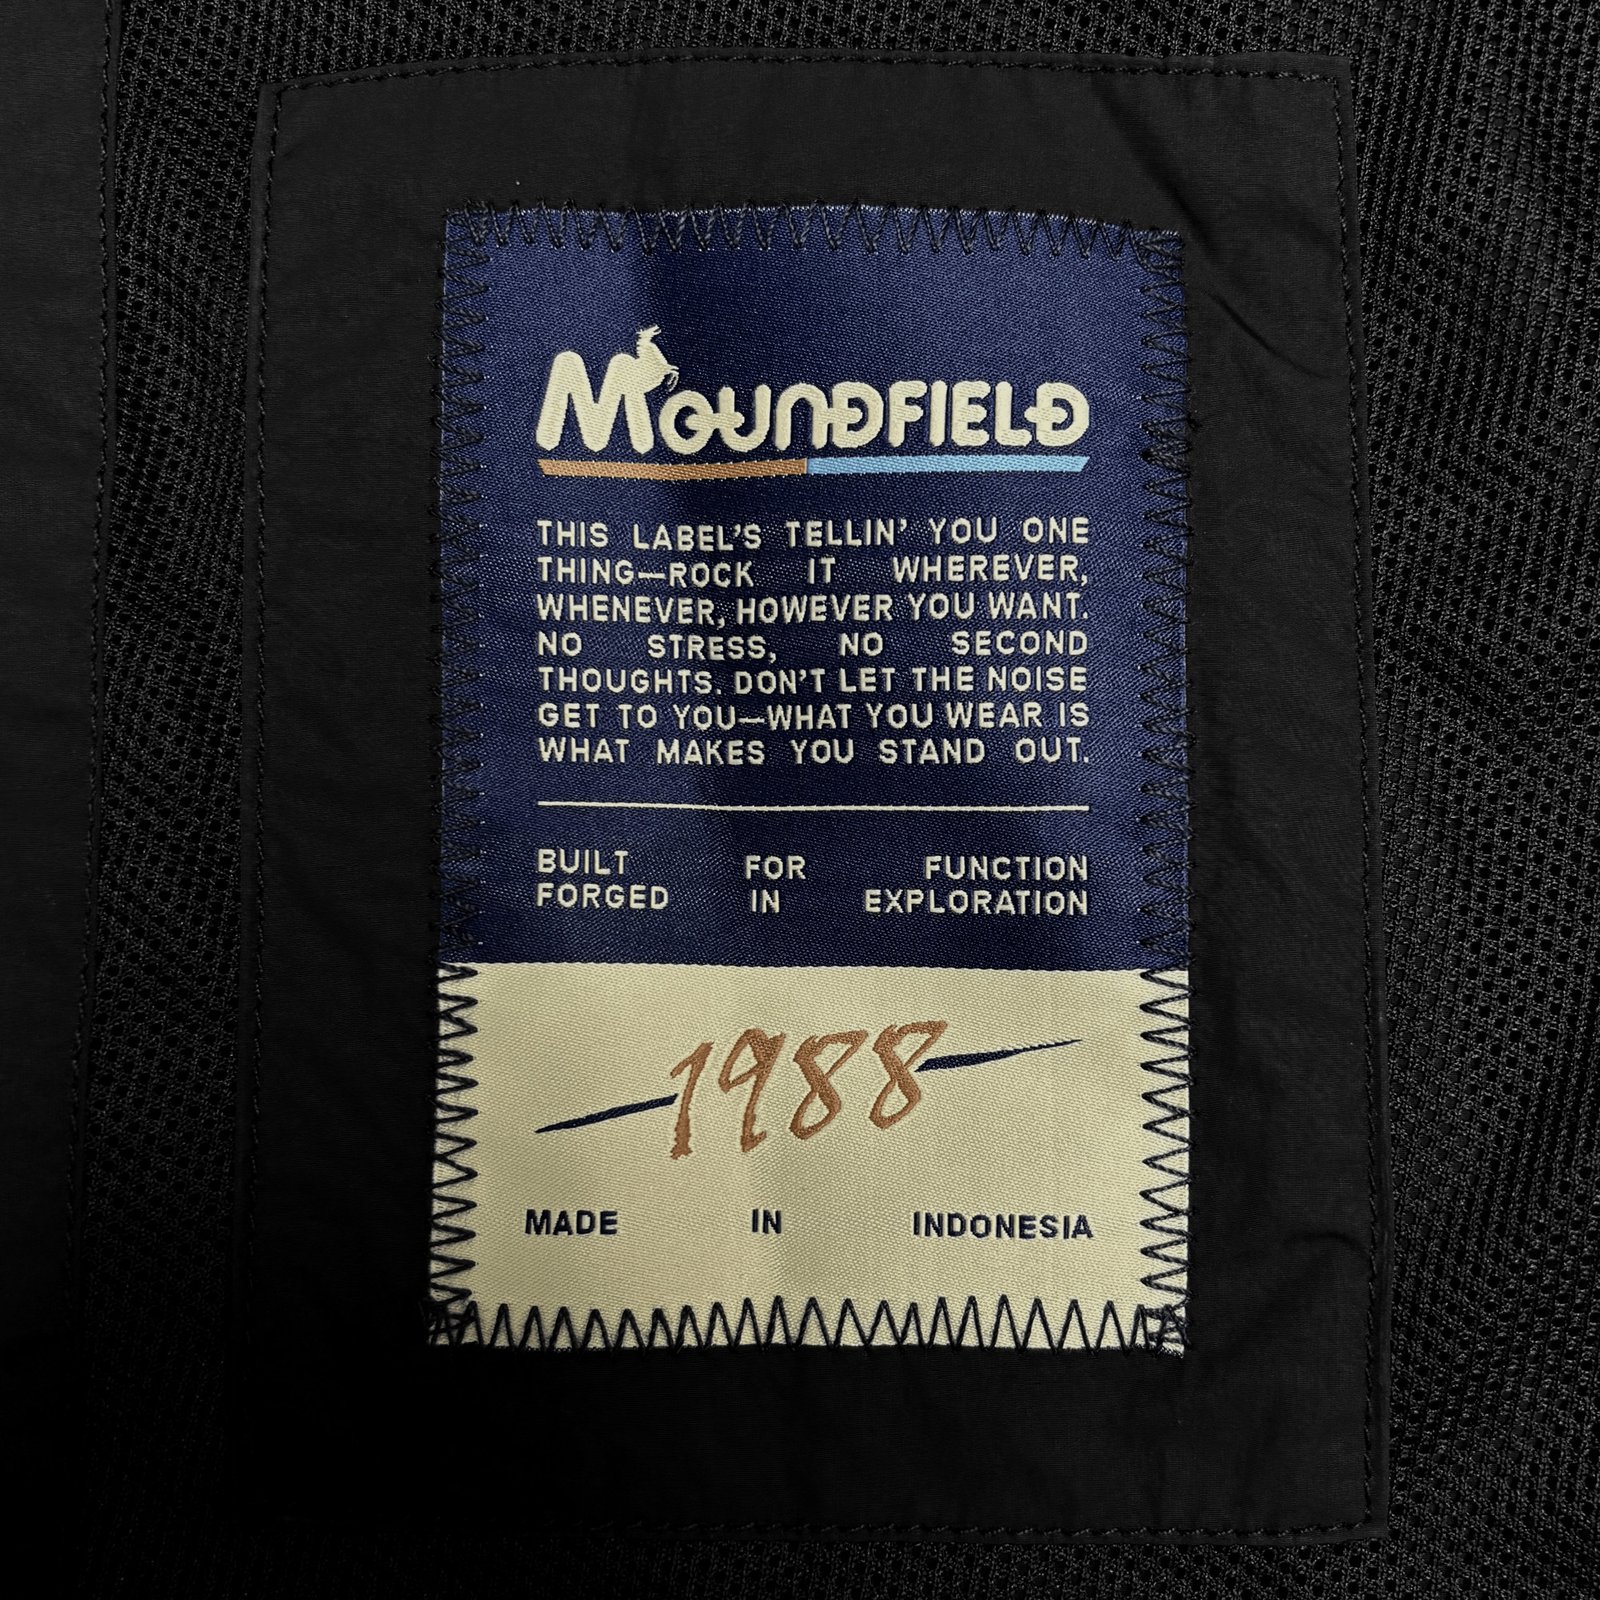 MOUNDFIELD
THIS LABEL'S TELLIN' YOU ONE
THING—ROCK IT WHEREVER,
WHENEVER, HOWEVER YOU WANT.
NO STRESS, NO SECOND
THOUGHTS. DON'T LET THE NOISE
GET TO YOU—WHAT YOU WEAR IS
WHAT MAKES YOU STAND OUT.
BUILT FOR FUNCTION
FORGED IN EXPLORATION
1988
MADE IN INDONESIA